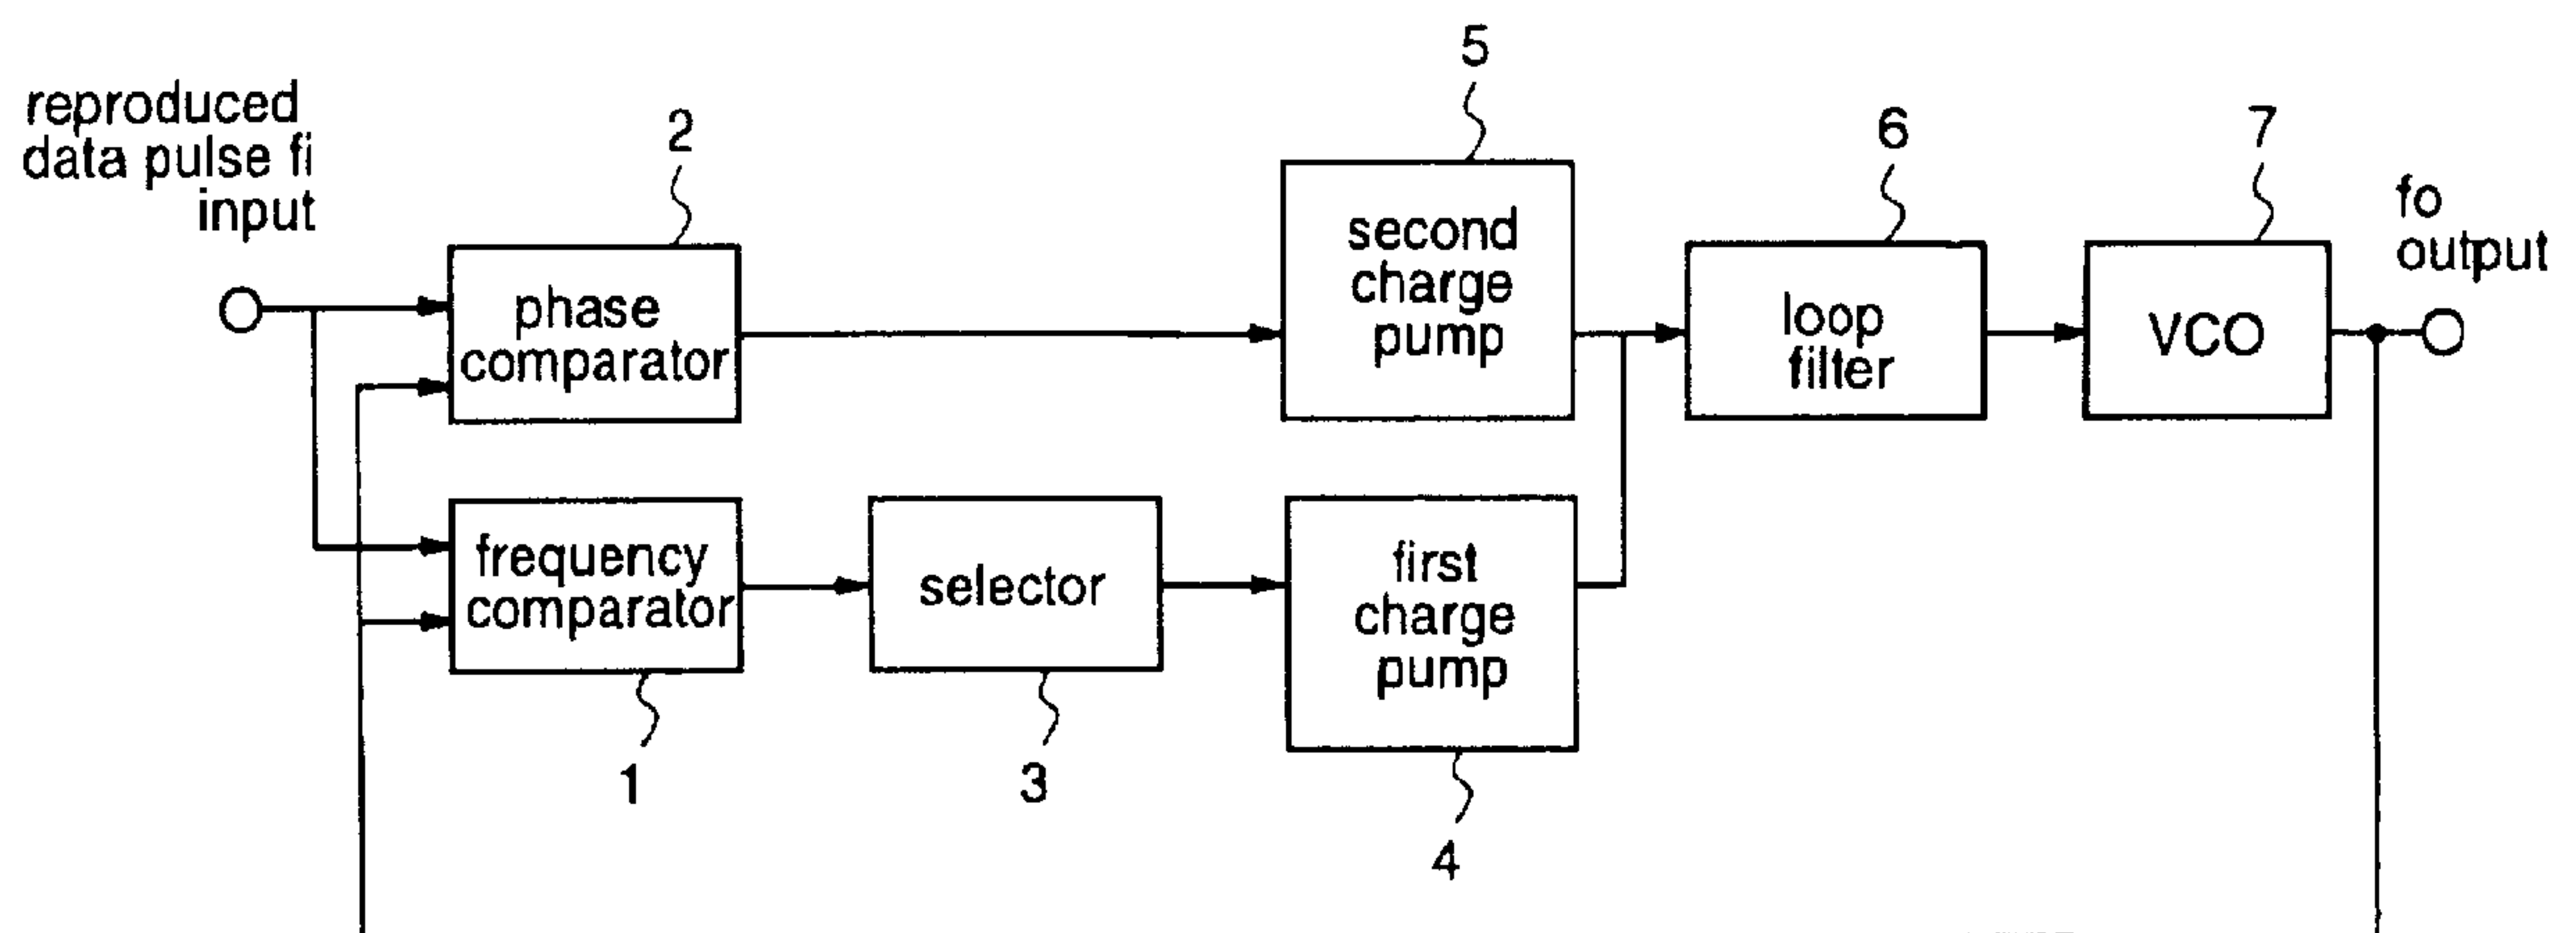 reproduced
data pulse fi
input
2
phase
comparator
5
second
charge
pump
6
loop
filter
7
VCO
fo
output
frequency
comparator
1
selector
3
first
charge
pump
4